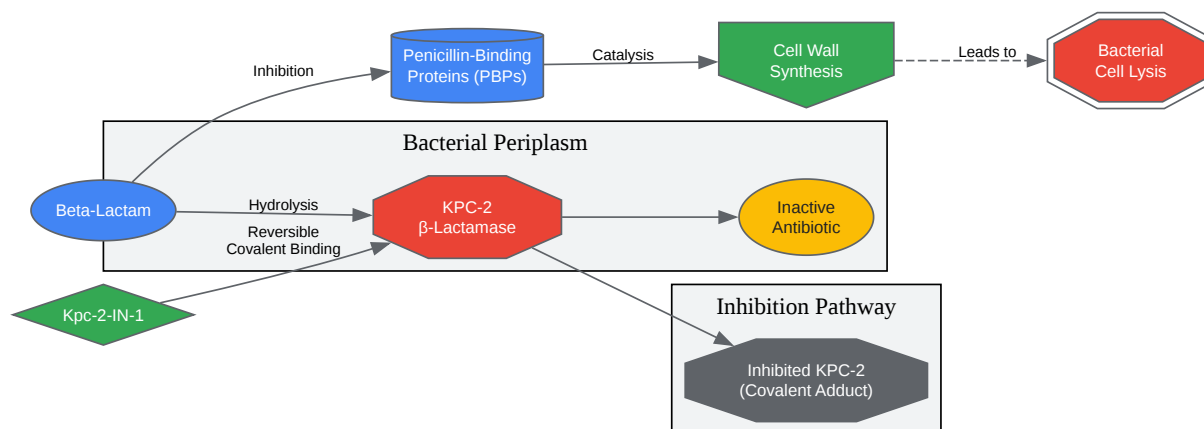 Penicillin-Binding
Proteins (PBPs)
Catalysis
Cell Wall
Synthesis
Leads to
Bacterial
Cell Lysis
Inhibition
Bacterial Periplasm
Beta-Lactam
Hydrolysis
KPC-2
β-Lactamase
Inactive
Antibiotic
Reversible
Covalent Binding
Kpc-2-IN-1
Inhibition Pathway
Inhibited KPC-2
(Covalent Adduct)